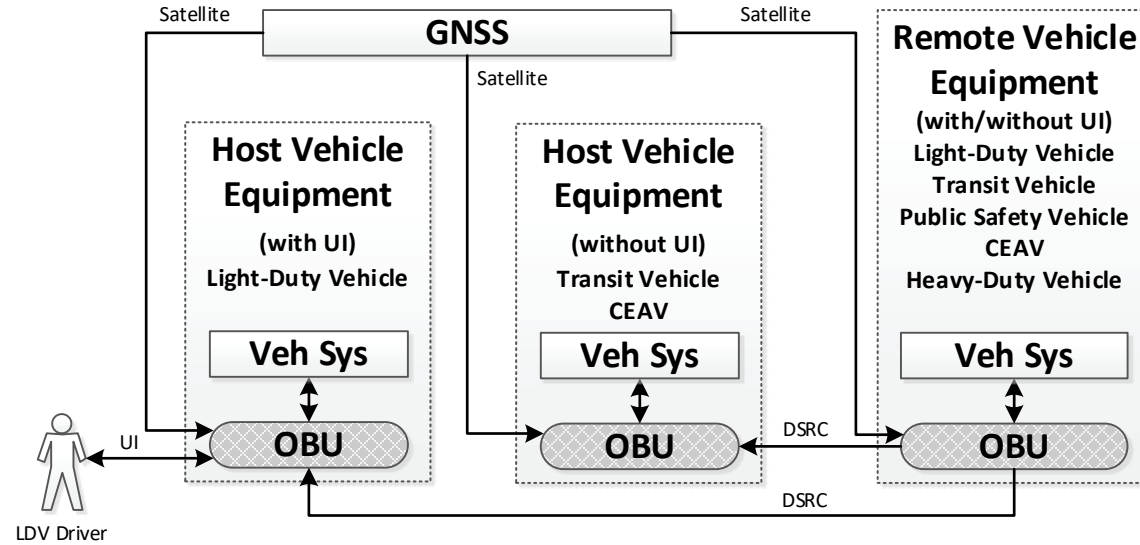 Satellite
GNSS
Satellite
Satellite
Host Vehicle
Equipment
(with UI)
Light-Duty Vehicle
Veh Sys
OBU
UI
LDV Driver
Host Vehicle
Equipment
(without UI)
Transit Vehicle
CEAV
Veh Sys
OBU
DSRC
DSRC
Remote Vehicle
Equipment
(with/without UI)
Light-Duty Vehicle
Transit Vehicle
Public Safety Vehicle
CEAV
Heavy-Duty Vehicle
Veh Sys
OBU